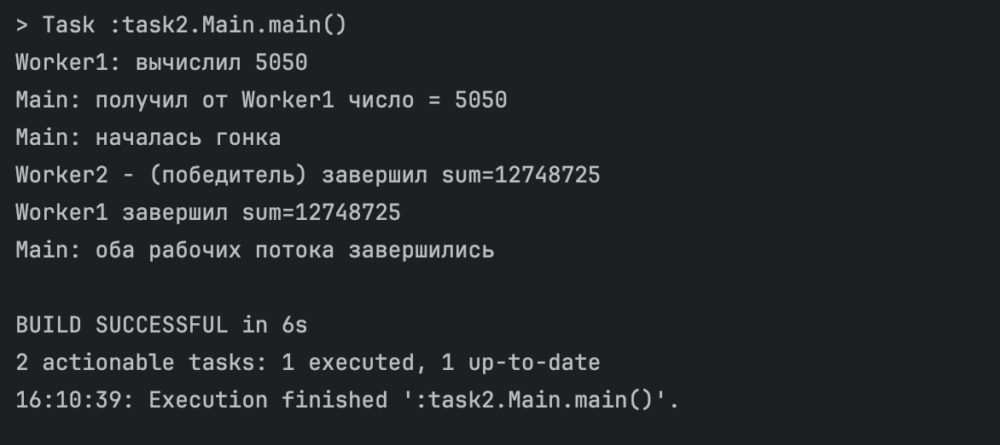 > Task :task2.Main.main()
Worker1: вычислил 5050
Main: получил от Worker1 число = 5050
Main: началась гонка
Worker2 - (победитель) завершил sum=12748725
Worker1 завершил sum=12748725
Main: оба рабочих потока завершились
BUILD SUCCESSFUL in 6s
2 actionable tasks: 1 executed, 1 up-to-date
16:10:39: Execution finished ':task2.Main.main()'.